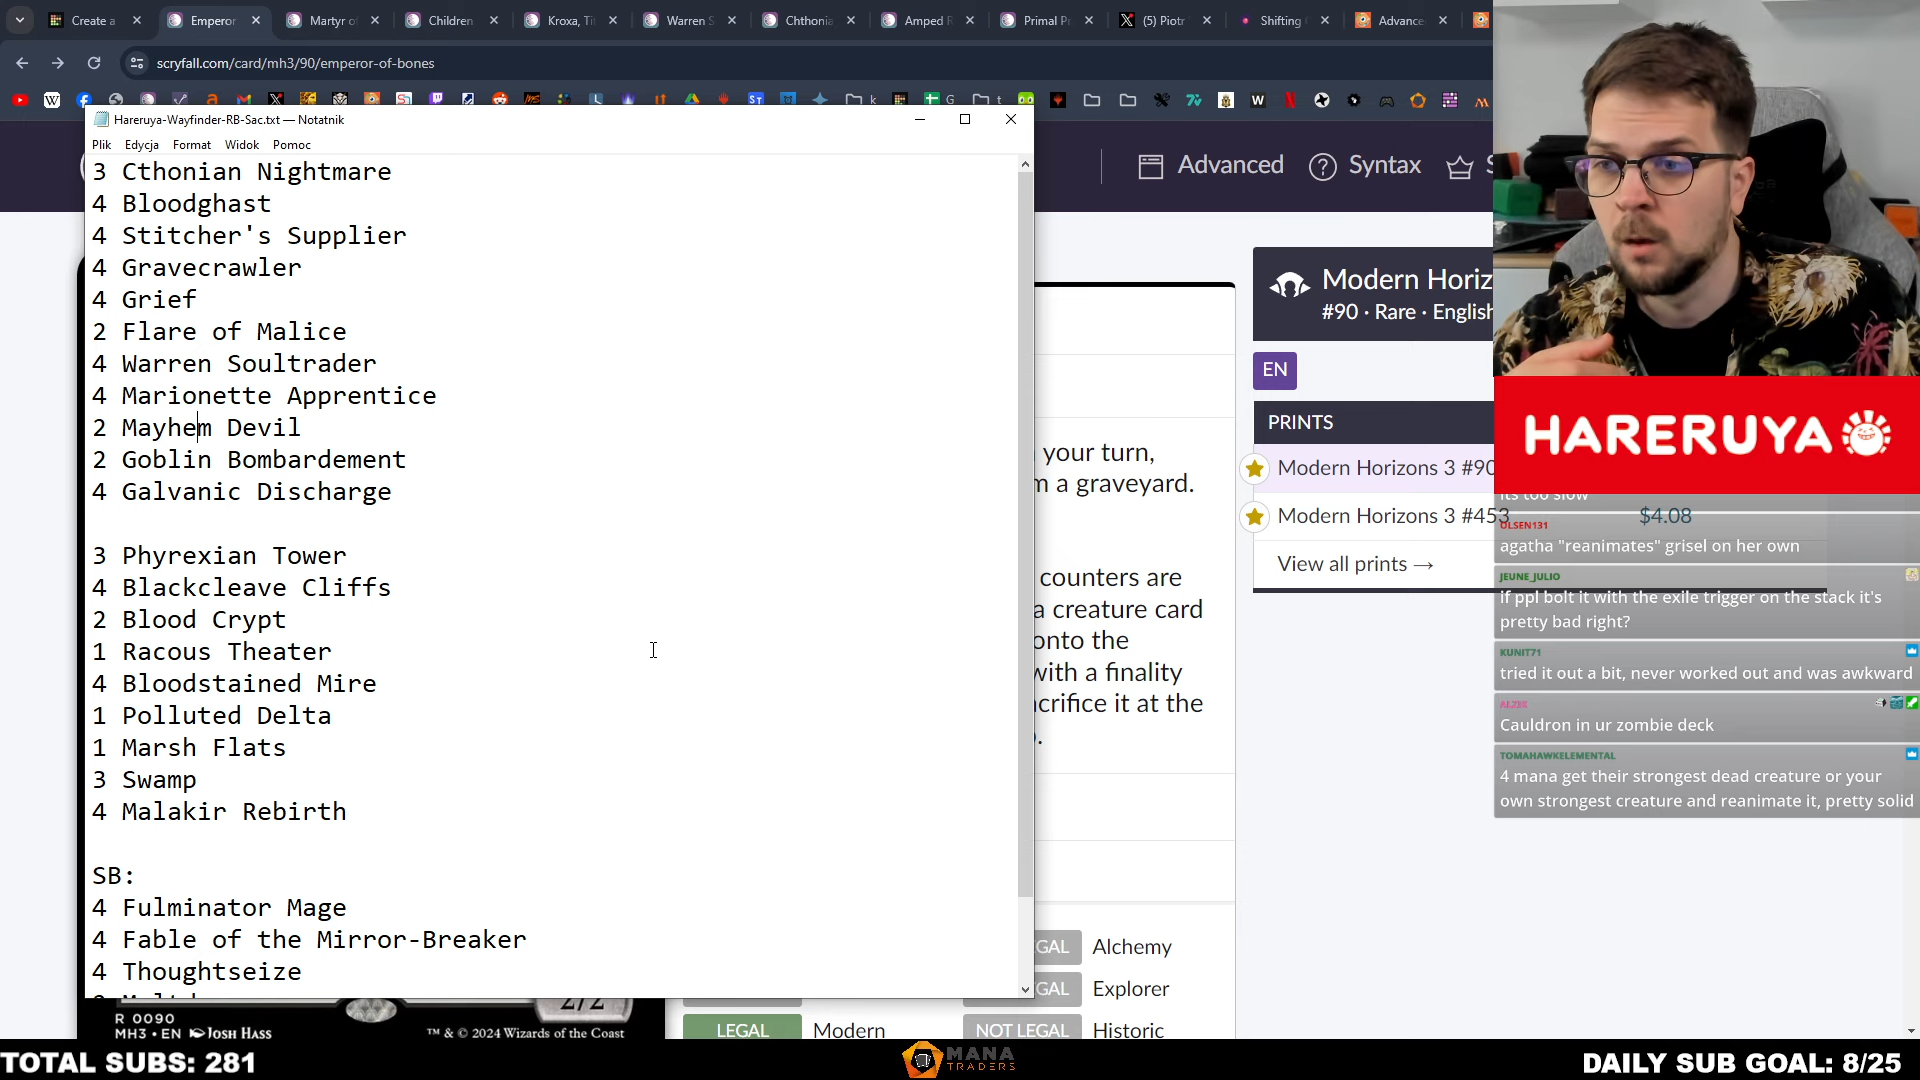 Create a
Emperor
Martyr o
Children
Kroxa, Ti
Warren S
Chthonia
Amped R
Primal P
(5) Piotr
Shifting
Advance
scryfall.com/card/mh3/90/emperor-of-bones
Hareruya-Wayfinder-RB-Sac.txt — Notatnik
Plik Edycja Format Widok Pomoc
3 Cthonian Nightmare
4 Bloodghast
4 Stitcher's Supplier
4 Gravecrawler
4 Grief
2 Flare of Malice
4 Warren Soultrader
4 Marionette Apprentice
2 Mayhem Devil
2 Goblin Bombardement
4 Galvanic Discharge
3 Phyrexian Tower
4 Blackcleave Cliffs
2 Blood Crypt
1 Racous Theater
4 Bloodstained Mire
1 Polluted Delta
1 Marsh Flats
3 Swamp
4 Malakir Rebirth
SB:
4 Fulminator Mage
4 Fable of the Mirror-Breaker
4 Thoughtseize
Advanced
Syntax
S
your turn,
m a graveyard.
counters are
a creature card
onto the
with a finality
crifice it at the
Modern Horiz
#90 · Rare · English
EN
PRINTS
Modern Horizons 3 #90
Modern Horizons 3 #453
$4.08
View all prints →
GAL Alchemy
GAL Explorer
LEGAL Modern
NOT LEGAL Historic
R 0090
MH3 • EN JOSH HASS
2/2
™ & © 2024 Wizards of the Coast
HARERUYA
its too slow
OLSEN131
agatha "reanimates" grisel on her own
JEUNE_JULIO
if ppl bolt it with the exile trigger on the stack it's
pretty bad right?
KUNIT71
tried it out a bit, never worked out and was awkward
Cauldron in ur zombie deck
TOMAHAWKELEMENTAL
4 mana get their strongest dead creature or your
own strongest creature and reanimate it, pretty solid
TOTAL SUBS: 281
MANA
TRADERS
DAILY SUB GOAL: 8/25